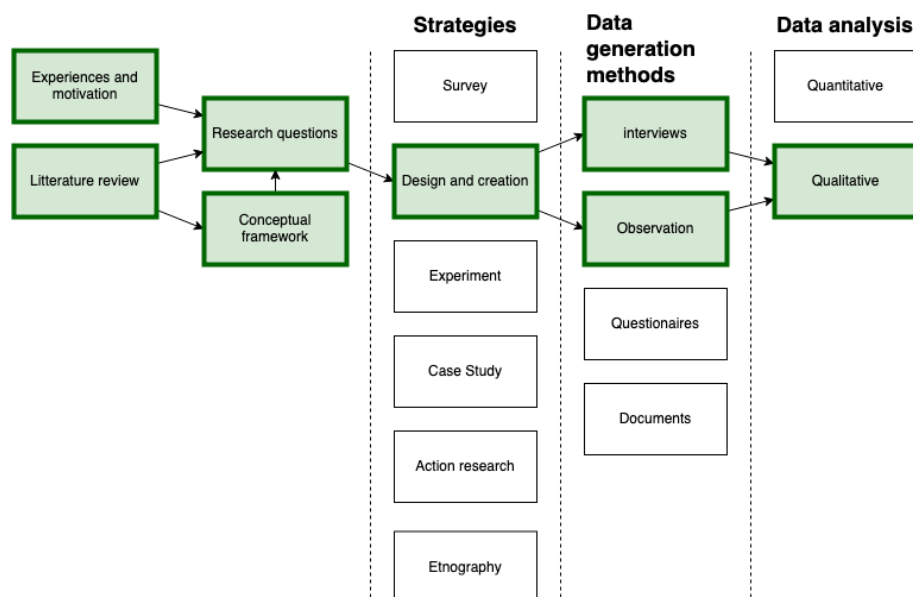 Strategies
Data
generation
methods
Data analysis
Experiences and
motivation
Litterature review
Research questions
Conceptual
framework
Survey
Design and creation
Experiment
Case Study
Action research
Etnography
interviews
Observation
Questionaires
Documents
Quantitative
Qualitative